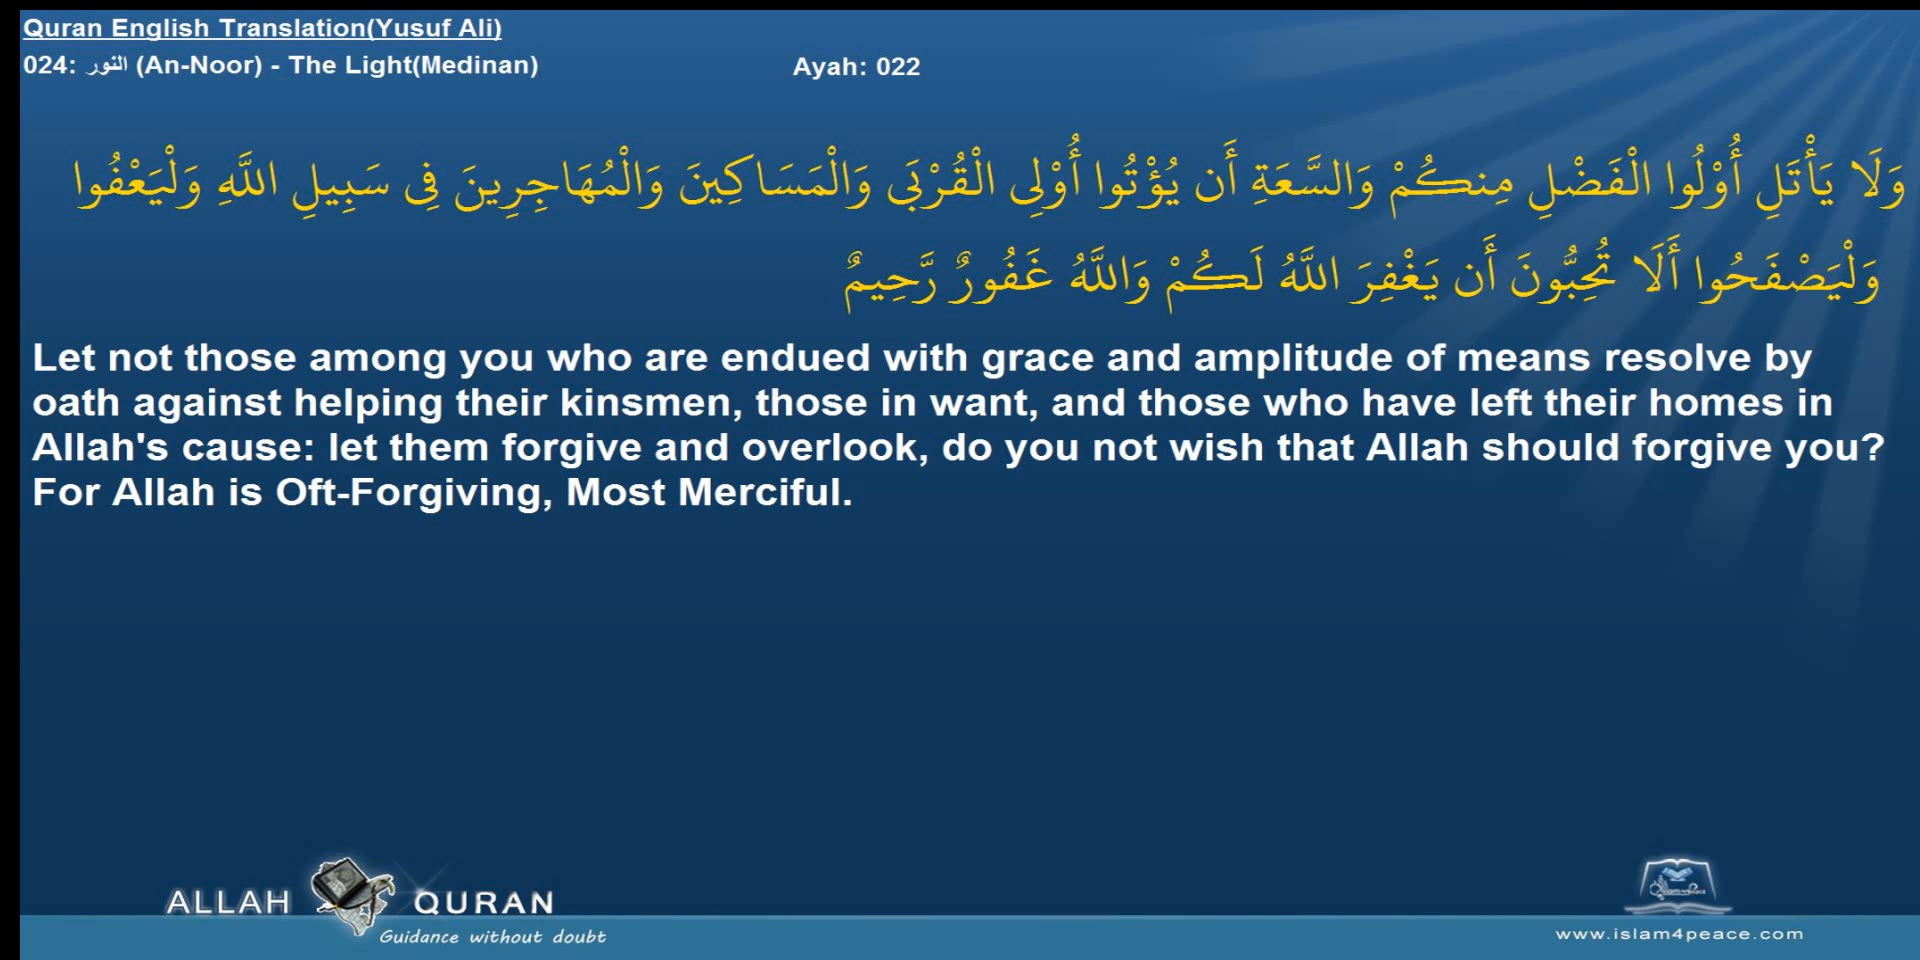 Quran English Translation(Yusuf Ali)
024: النور (An-Noor) - The Light(Medinan) Ayah: 022
وَلَا يَأْتَلِ أُوْلُوا الْفَضْلِ مِنكُمْ وَالسَّعَةِ أَن يُؤْتُوا أُوْلِى الْقُرْبَى وَالْمَسَاكِينَ وَالْمُهَاجِرِينَ فِى سَبِيلِ اللَّهِ وَلْيَعْفُوا
وَلْيَصْفَحُوا أَلَا تُحِبُّونَ أَن يَغْفِرَ اللَّهُ لَكُمْ وَاللَّهُ غَفُورٌ رَّحِيمٌ
Let not those among you who are endued with grace and amplitude of means resolve by
oath against helping their kinsmen, those in want, and those who have left their homes in
Allah's cause: let them forgive and overlook, do you not wish that Allah should forgive you?
For Allah is Oft-Forgiving, Most Merciful.
ALLAH QURAN
Guidance without doubt
www.islam4peace.com